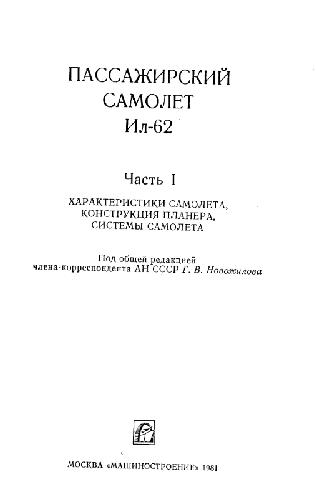 ПАССАЖИРСКИЙ
САМОЛЕТ
Ил-62
Часть I
ХАРАКТЕРИСТИКИ САМОЛЕТА,
КОНСТРУКЦИЯ ПЛАНЕРА,
СИСТЕМЫ САМОЛЕТА
Под общей редакцией
члена-корреспондента АН СССР Г. В. Новожилова
МОСКВА «МАШИНОСТРОЕНИЕ» 1981